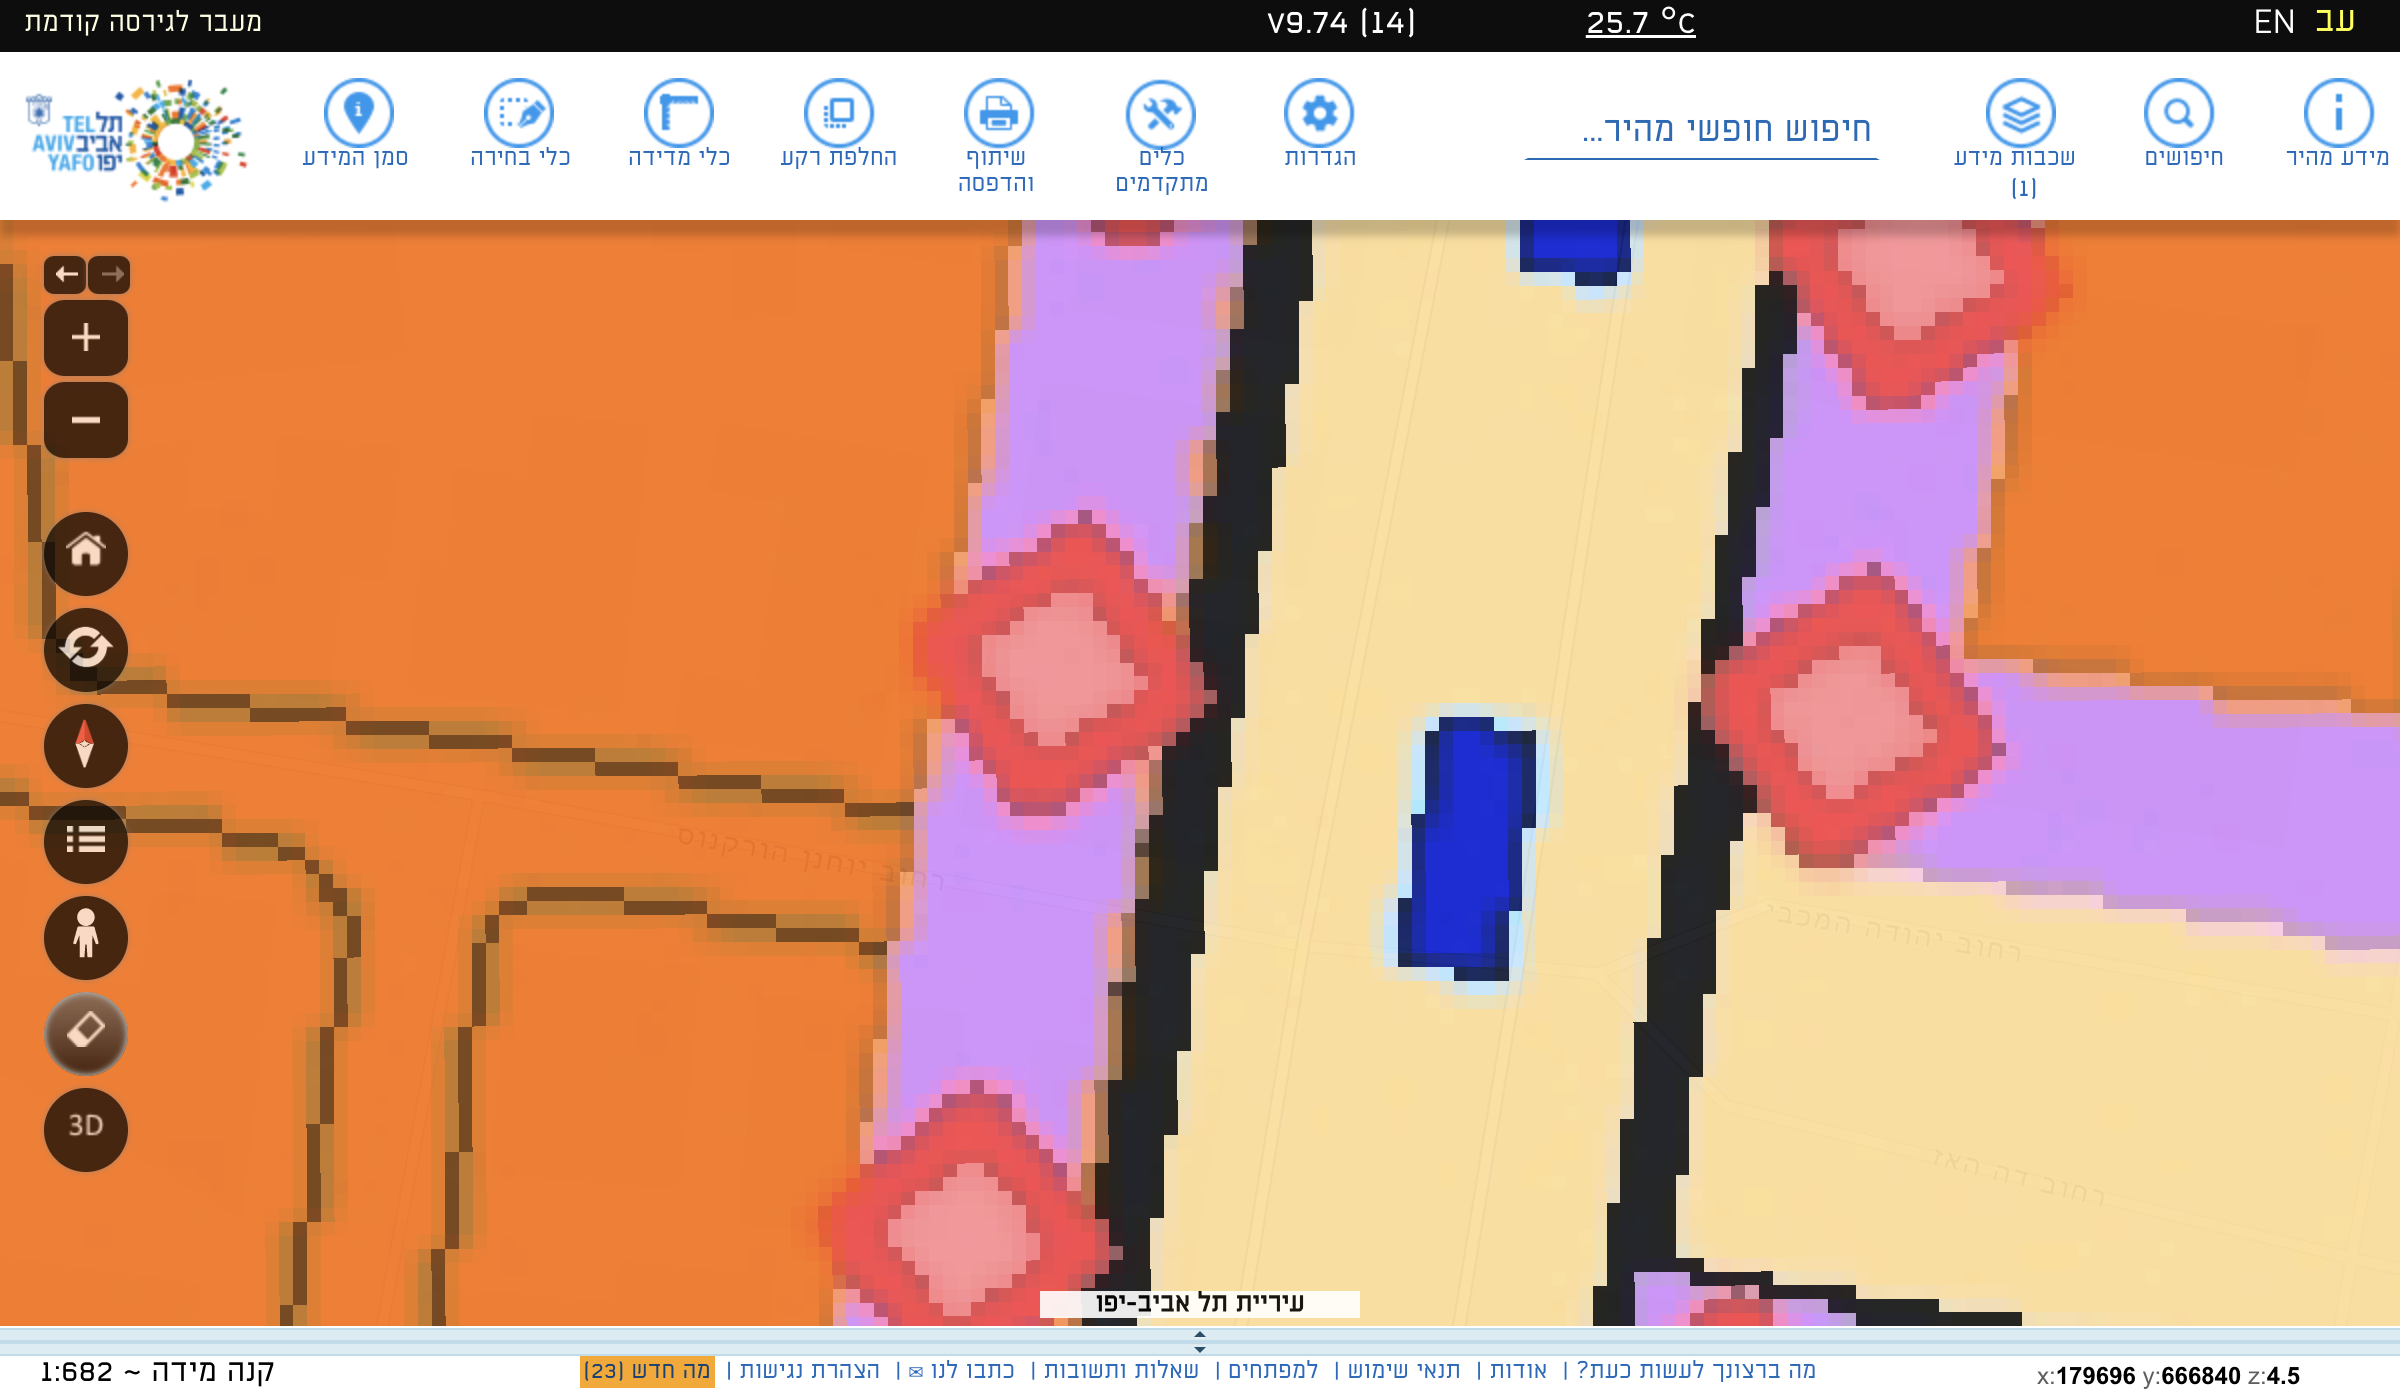 עב EN
25.7 °C
V9.74 (14)
מעבר לגירסה קודמת
מידע מהיר
חיפושים
שכבות מידע
(1)
חיפוש חופשי מהיר...
הגדרות
כלים
מתקדמים
שיתוף
והדפסה
החלפת רקע
כלי מדידה
כלי בחירה
סמן המידע
TEL תל
AVIV אביב
YAFO יפו
3D
רחוב יוחנן הורקנוס
רחוב יהודה המכבי
רחוב דה האז
עיריית תל אביב-יפו
x:179696 y:666840 z:4.5
מה ברצונך לעשות כעת? | אודות | תנאי שימוש | למפתחים | שאלות ותשובות | כתבו לנו ✉ | הצהרת נגישות | מה חדש (23)
קנה מידה ~ 1:682